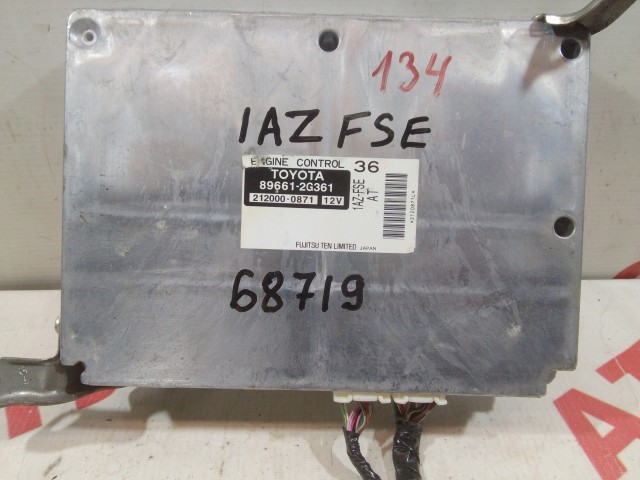 134
1AZ FSE
ENGINE CONTROL 36
TOYOTA
89661-2G361
212000-0871 12V
1AZ-FSE
AT
FUJITSU TEN LIMITED JAPAN
68719